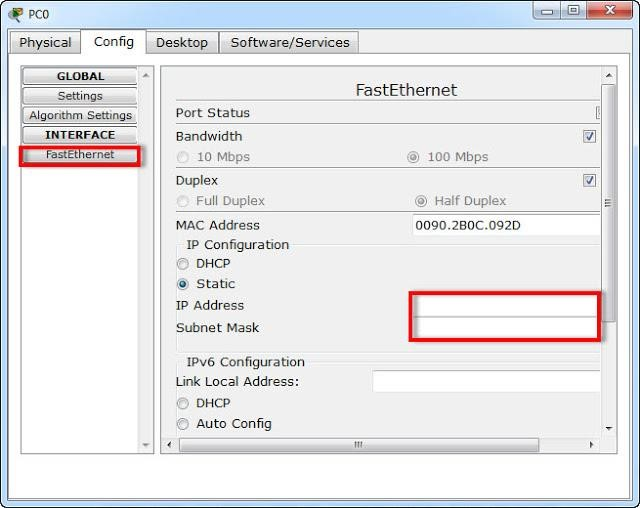 PC0
Physical Config Desktop Software/Services
GLOBAL
Settings
Algorithm Settings
INTERFACE
FastEthernet
FastEthernet
Port Status
Bandwidth
10 Mbps 100 Mbps
Duplex
Full Duplex Half Duplex
MAC Address 0090.2B0C.092D
IP Configuration
DHCP
Static
IP Address
Subnet Mask
IPv6 Configuration
Link Local Address:
DHCP
Auto Config